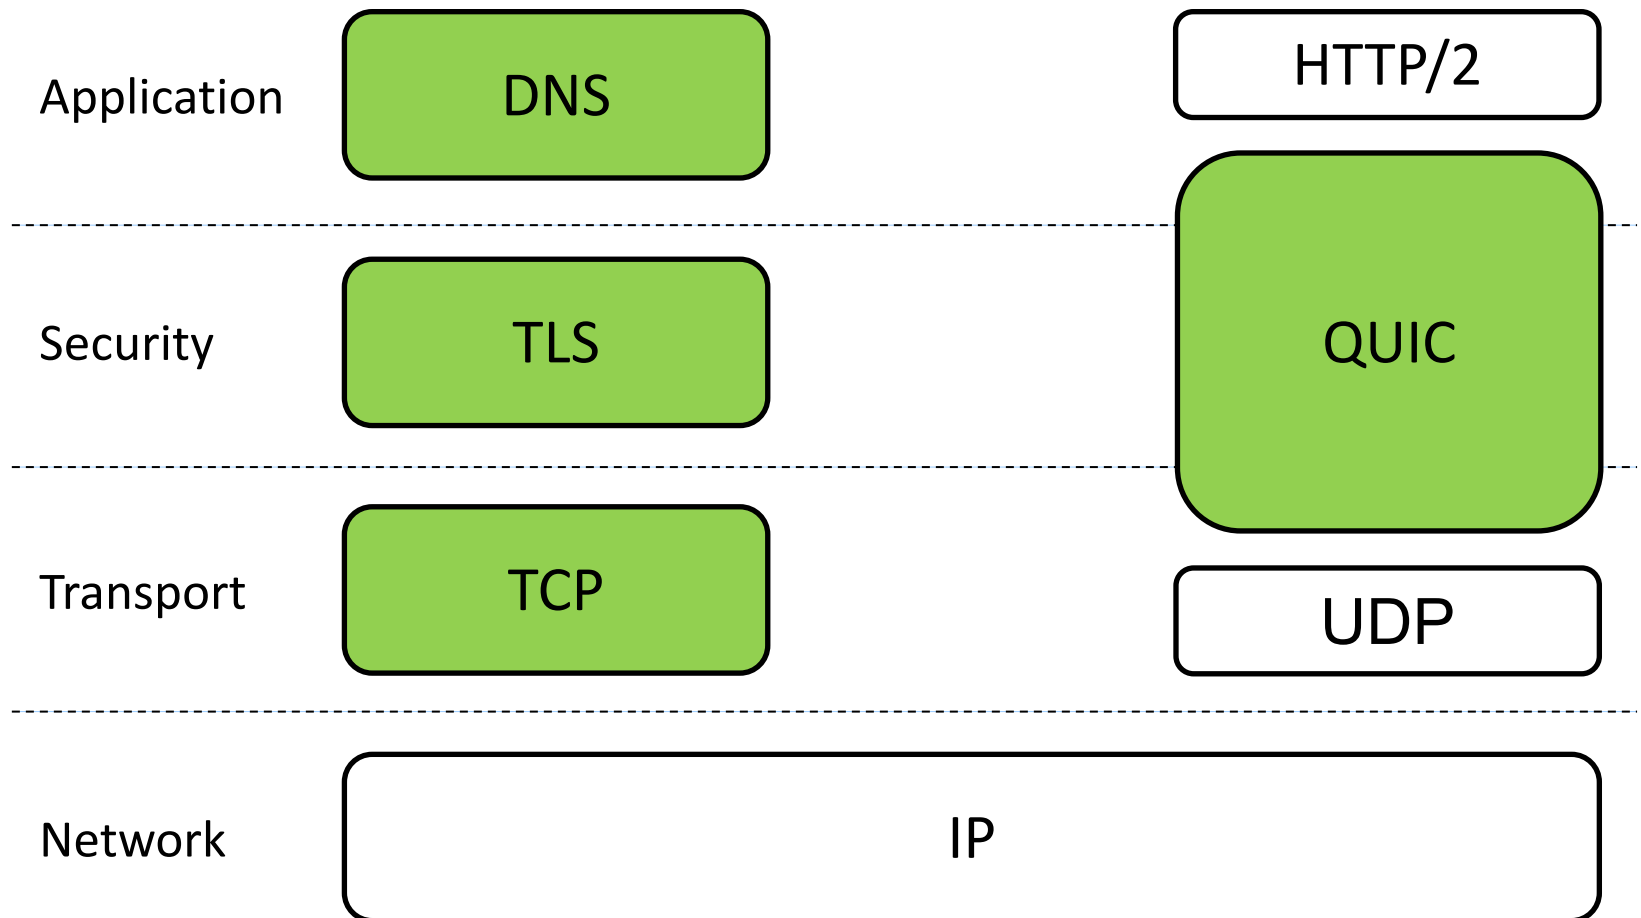 Application
DNS
HTTP/2
Security
TLS
QUIC
Transport
TCP
UDP
Network
IP